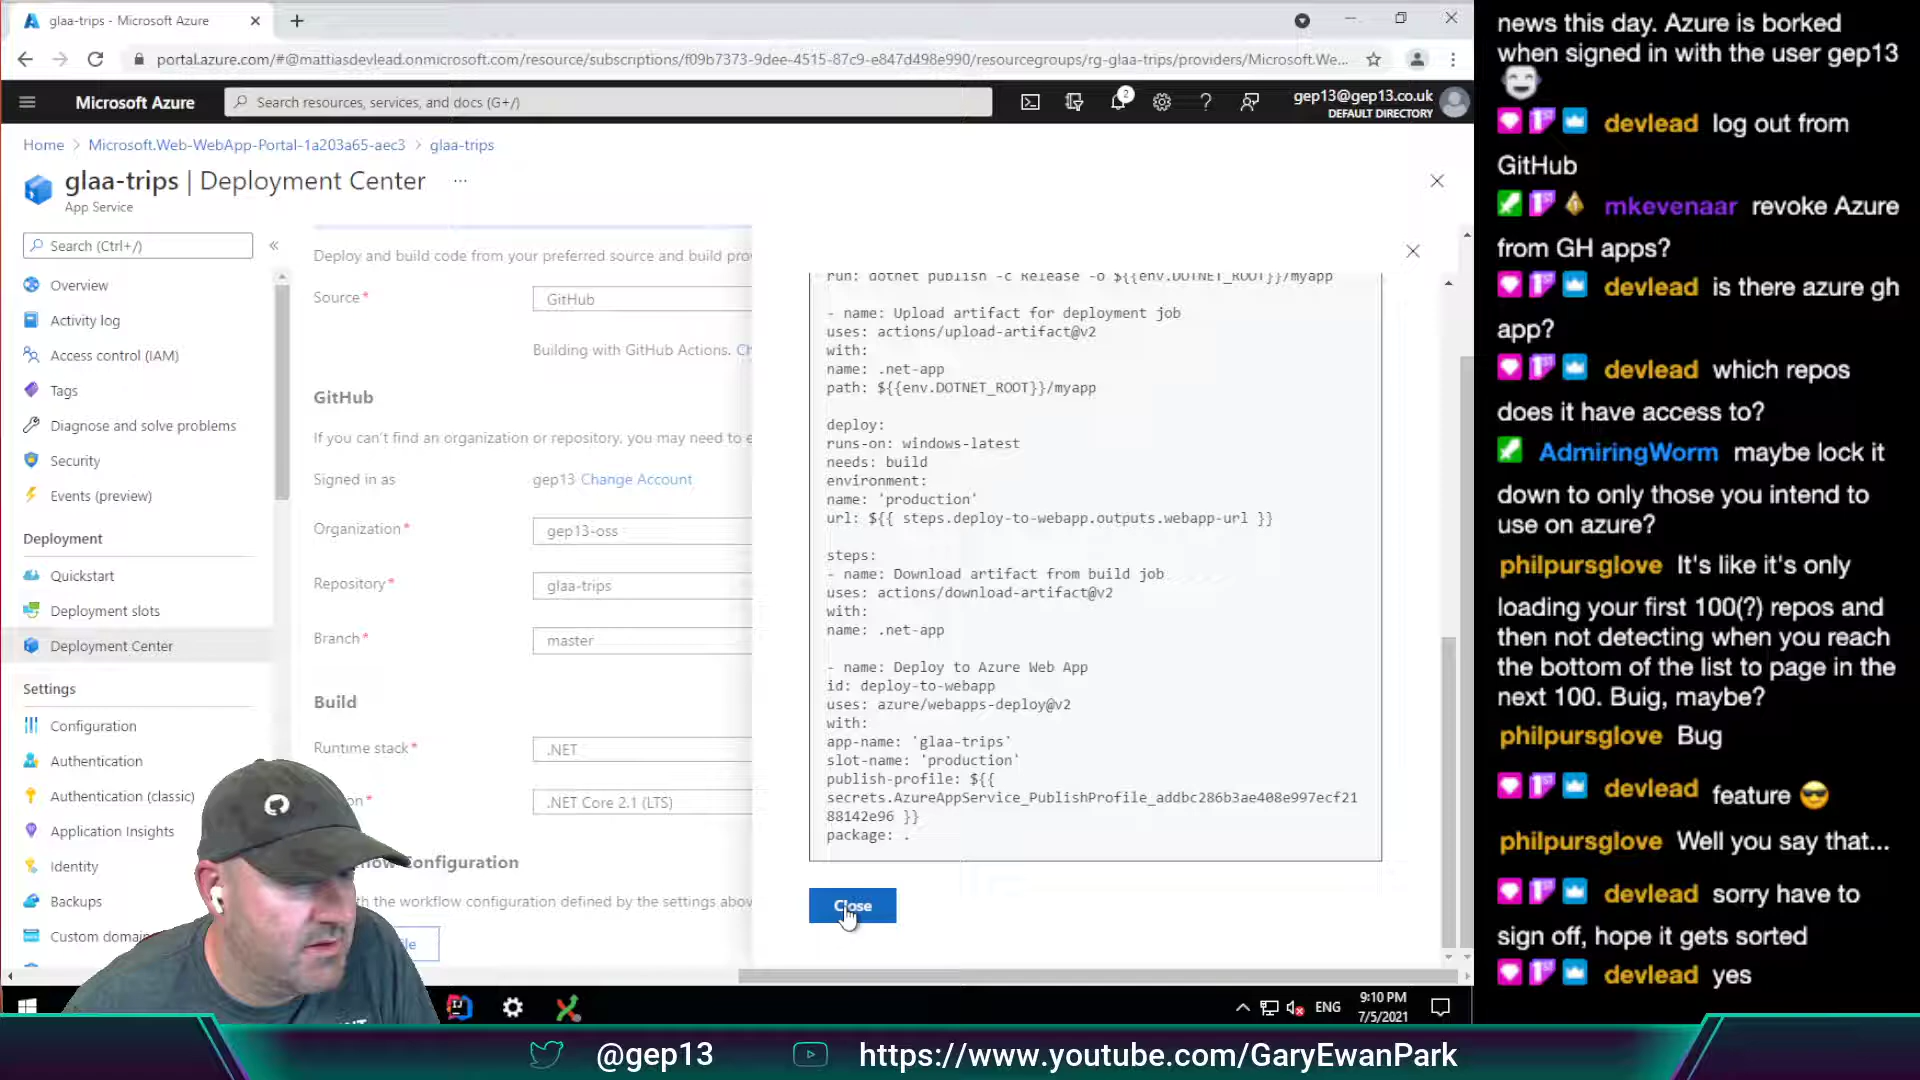 glaa-trips - Microsoft Azure
portal.azure.com/#@mattiasdevlead.onmicrosoft.com/resource/subscriptions/f09b7373-9dee-4515-87c9-e847d498e990/resourcegroups/rg-glaa-trips/providers/Microsoft.We...
Microsoft Azure
Search resources, services, and docs (G+/)
2
gep13@gep13.co.uk
DEFAULT DIRECTORY
Home > Microsoft.Web-WebApp-Portal-1a203a65-aec3 > glaa-trips
glaa-trips | Deployment Center ...
App Service
Search (Ctrl+/)
Overview
Activity log
Access control (IAM)
Tags
Diagnose and solve problems
Security
Events (preview)
Deployment
Quickstart
Deployment slots
Deployment Center
Settings
Configuration
Authentication
Authentication (classic)
Application Insights
Identity
Backups
Custom domain
Deploy and build code from your preferred source and build pro
Source*
GitHub
Building with GitHub Actions. Ch
GitHub
If you can't find an organization or repository, you may need to e
Signed in as
gep13 Change Account
Organization*
gep13-oss
Repository*
glaa-trips
Branch*
master
Build
Runtime stack*
.NET
on*
.NET Core 2.1 (LTS)
ow Configuration
the workflow configuration defined by the settings abov
le
run: dotnet publish -c Release -o ${{env.DOTNET_ROOT}}/myapp
- name: Upload artifact for deployment job
uses: actions/upload-artifact@v2
with:
name: .net-app
path: ${{env.DOTNET_ROOT}}/myapp
deploy:
runs-on: windows-latest
needs: build
environment:
name: 'production'
url: ${{ steps.deploy-to-webapp.outputs.webapp-url }}
steps:
- name: Download artifact from build job
uses: actions/download-artifact@v2
with:
name: .net-app
- name: Deploy to Azure Web App
id: deploy-to-webapp
uses: azure/webapps-deploy@v2
with:
app-name: 'glaa-trips'
slot-name: 'production'
publish-profile: ${{
secrets.AzureAppService_PublishProfile_addbc286b3ae408e997ecf21
88142e96 }}
package: .
Close
ENG
9:10 PM
7/5/2021
@gep13
https://www.youtube.com/GaryEwanPark
news this day. Azure is borked
when signed in with the user gep13
devlead log out from
GitHub
mkevenaar revoke Azure
from GH apps?
devlead is there azure gh
app?
devlead which repos
does it have access to?
AdmiringWorm maybe lock it
down to only those you intend to
use on azure?
philpursglove It's like it's only
loading your first 100(?) repos and
then not detecting when you reach
the bottom of the list to page in the
next 100. Buig, maybe?
philpursglove Bug
devlead feature 😎
philpursglove Well you say that...
devlead sorry have to
sign off, hope it gets sorted
devlead yes